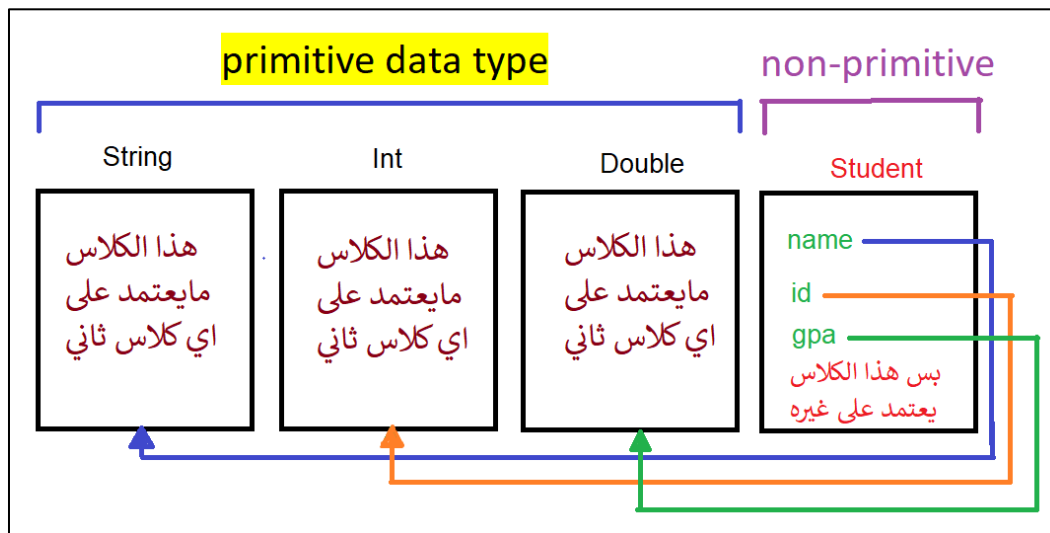 primitive data type
non-primitive
String
Int
Double
Student
هذا الكلاس
مايعتمد على
اي كلاس ثاني
هذا الكلاس
مايعتمد على
اي كلاس ثاني
هذا الكلاس
مايعتمد على
اي كلاس ثاني
name
id
gpa
بس هذا الكلاس
يعتمد على غيره